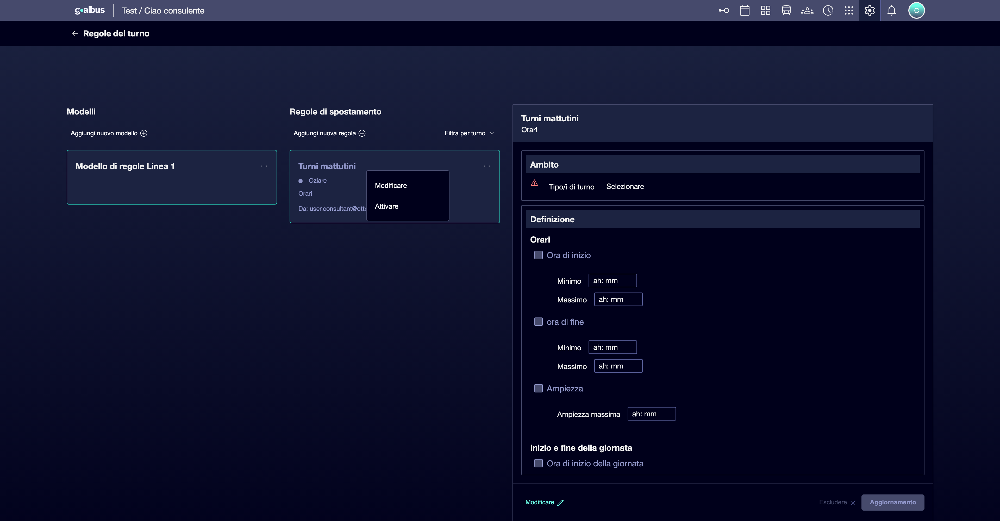 goalbus
Test / Ciao consulente
C
Regole del turno
Modelli
Aggiungi nuovo modello
Modello di regole Linea 1
...
Regole di spostamento
Aggiungi nuova regola
Filtra per turno
Turni mattutini
...
Oziare
Orari
Da: user.consultant@otto
Modificare
Attivare
Turni mattutini
Orari
Ambito
Tipo/i di turno Selezionare
Definizione
Orari
Ora di inizio
Minimo ah: mm
Massimo ah: mm
ora di fine
Minimo ah: mm
Massimo ah: mm
Ampiezza
Ampiezza massima ah: mm
Inizio e fine della giornata
Ora di inizio della giornata
Modificare
Escludere
Aggiornamento